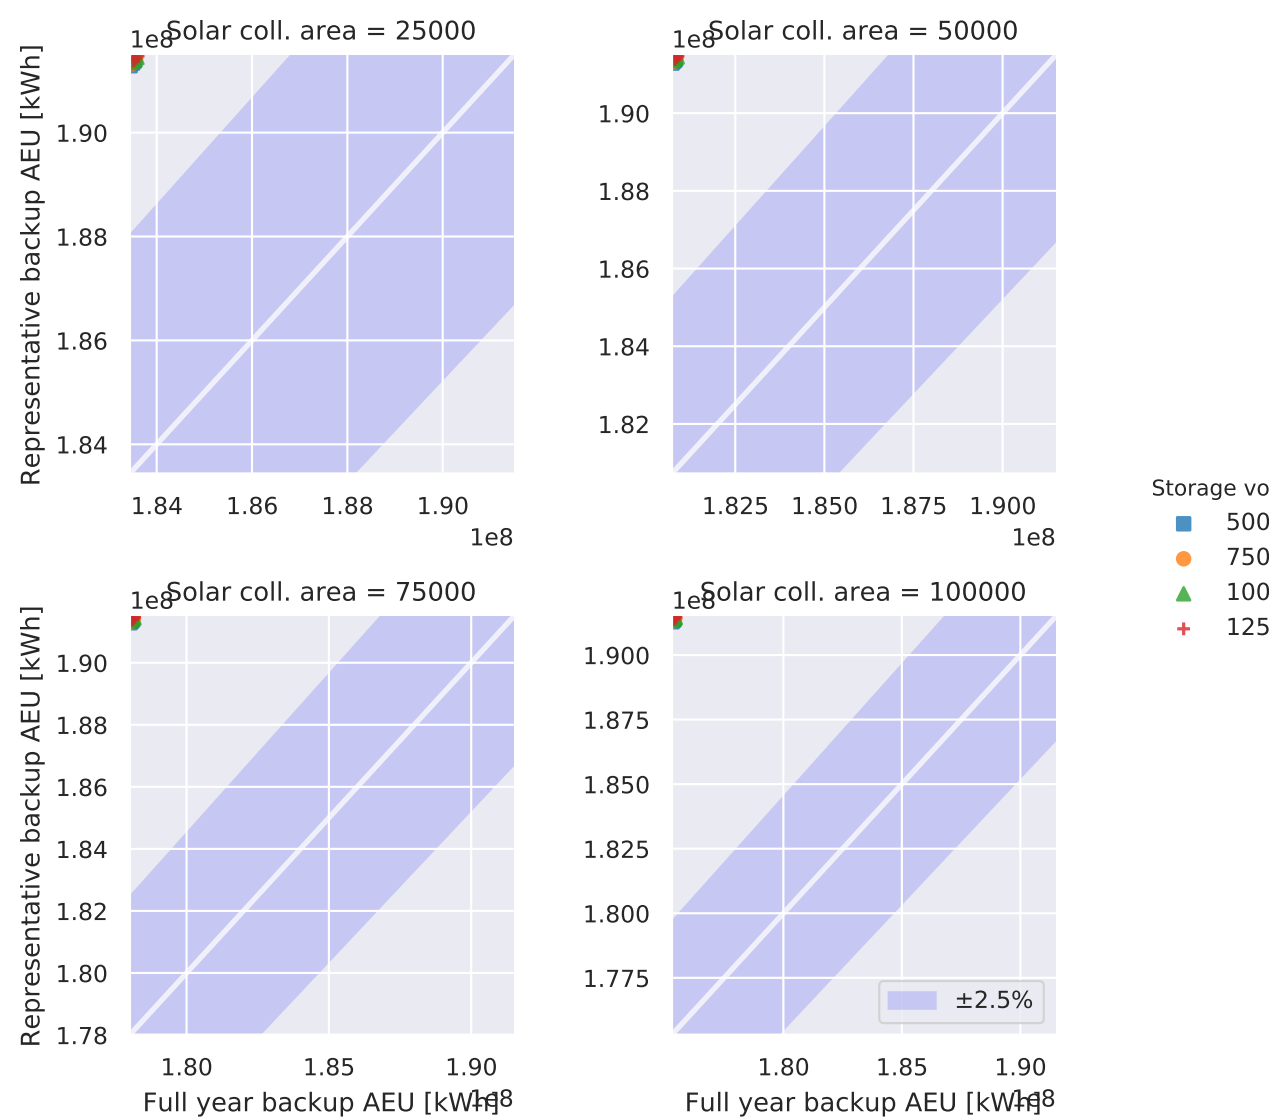 1e8
Solar coll. area = 25000
Representative backup AEU [kWh]
1.90
1.88
1.86
1.84
1.84 1.86 1.88 1.90
1e8
1e8
Solar coll. area = 50000
1.90
1.88
1.86
1.84
1.82
1.825 1.850 1.875 1.900
1e8
Storage vo
500
750
100
125
1e8
Solar coll. area = 75000
Representative backup AEU [kWh]
1.90
1.88
1.86
1.84
1.82
1.80
1.78
1.80 1.85 1.90
1e8
Full year backup AEU [kWh]
1e8
Solar coll. area = 100000
1.900
1.875
1.850
1.825
1.800
1.775
±2.5%
1.80 1.85 1.90
1e8
Full year backup AEU [kWh]